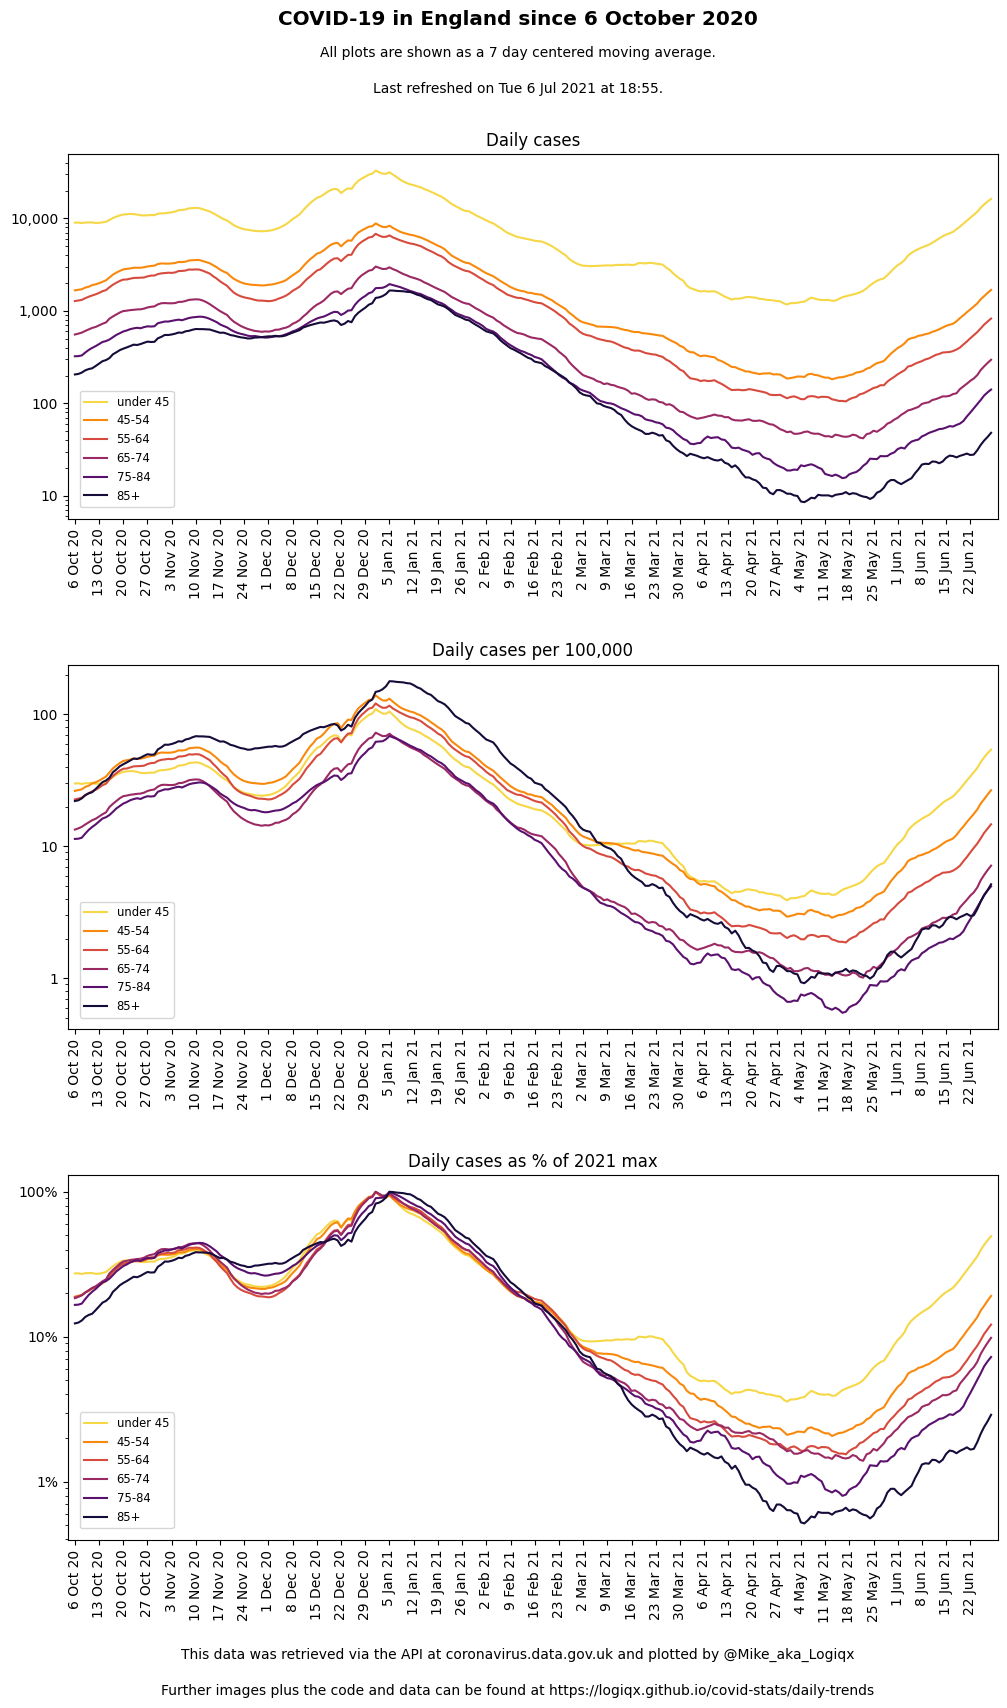 COVID-19 in England since 6 October 2020
All plots are shown as a 7 day centered moving average.
Last refreshed on Tue 6 Jul 2021 at 18:55.
Daily cases
10,000
1,000
100
10
under 45
45-54
55-64
65-74
75-84
85+
6 Oct 20
13 Oct 20
20 Oct 20
27 Oct 20
3 Nov 20
10 Nov 20
17 Nov 20
24 Nov 20
1 Dec 20
8 Dec 20
15 Dec 20
22 Dec 20
29 Dec 20
5 Jan 21
12 Jan 21
19 Jan 21
26 Jan 21
2 Feb 21
9 Feb 21
16 Feb 21
23 Feb 21
2 Mar 21
9 Mar 21
16 Mar 21
23 Mar 21
30 Mar 21
6 Apr 21
13 Apr 21
20 Apr 21
27 Apr 21
4 May 21
11 May 21
18 May 21
25 May 21
1 Jun 21
8 Jun 21
15 Jun 21
22 Jun 21
Daily cases per 100,000
100
10
1
under 45
45-54
55-64
65-74
75-84
85+
6 Oct 20
13 Oct 20
20 Oct 20
27 Oct 20
3 Nov 20
10 Nov 20
17 Nov 20
24 Nov 20
1 Dec 20
8 Dec 20
15 Dec 20
22 Dec 20
29 Dec 20
5 Jan 21
12 Jan 21
19 Jan 21
26 Jan 21
2 Feb 21
9 Feb 21
16 Feb 21
23 Feb 21
2 Mar 21
9 Mar 21
16 Mar 21
23 Mar 21
30 Mar 21
6 Apr 21
13 Apr 21
20 Apr 21
27 Apr 21
4 May 21
11 May 21
18 May 21
25 May 21
1 Jun 21
8 Jun 21
15 Jun 21
22 Jun 21
Daily cases as % of 2021 max
100%
10%
1%
under 45
45-54
55-64
65-74
75-84
85+
6 Oct 20
13 Oct 20
20 Oct 20
27 Oct 20
3 Nov 20
10 Nov 20
17 Nov 20
24 Nov 20
1 Dec 20
8 Dec 20
15 Dec 20
22 Dec 20
29 Dec 20
5 Jan 21
12 Jan 21
19 Jan 21
26 Jan 21
2 Feb 21
9 Feb 21
16 Feb 21
23 Feb 21
2 Mar 21
9 Mar 21
16 Mar 21
23 Mar 21
30 Mar 21
6 Apr 21
13 Apr 21
20 Apr 21
27 Apr 21
4 May 21
11 May 21
18 May 21
25 May 21
1 Jun 21
8 Jun 21
15 Jun 21
22 Jun 21
This data was retrieved via the API at coronavirus.data.gov.uk and plotted by @Mike_aka_Logiqx
Further images plus the code and data can be found at https://logiqx.github.io/covid-stats/daily-trends